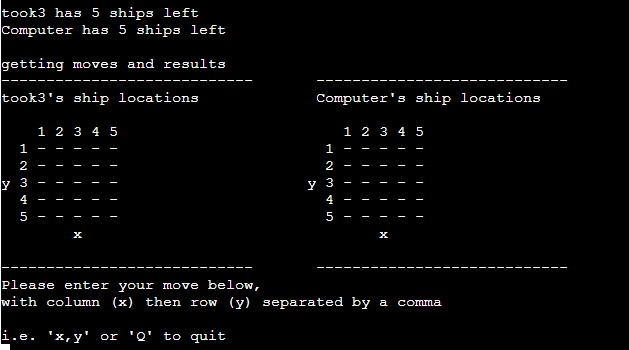 took3 has 5 ships left
Computer has 5 ships left
getting moves and results
----------------------------          ----------------------------
took3's ship locations             Computer's ship locations
    1 2 3 4 5                         1 2 3 4 5
  1 - - - - -                       1 - - - - -
  2 - - - - -                       2 - - - - -
y 3 - - - - -                     y 3 - - - - -
  4 - - - - -                       4 - - - - -
  5 - - - - -                       5 - - - - -
        x                                 x
----------------------------          ----------------------------
Please enter your move below,
with column (x) then row (y) separated by a comma
i.e. 'x,y' or 'Q' to quit